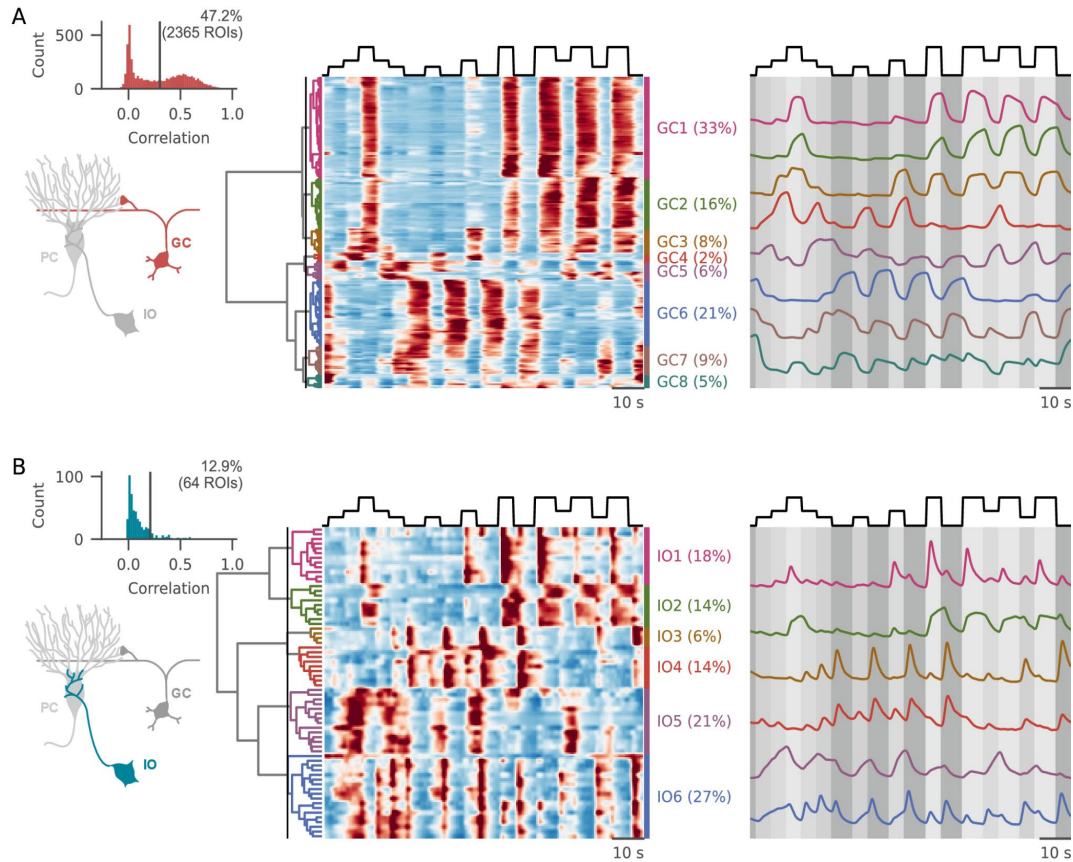 A
47.2%
(2365 ROIs)
500
0
Count
0.0 0.5 1.0
Correlation
PC
GC
IO
GC1 (33%)
GC2 (16%)
GC3 (8%)
GC4 (2%)
GC5 (6%)
GC6 (21%)
GC7 (9%)
GC8 (5%)
10 s
10 s
B
12.9%
(64 ROIs)
100
0
Count
0.0 0.5 1.0
Correlation
PC
GC
IO
IO1 (18%)
IO2 (14%)
IO3 (6%)
IO4 (14%)
IO5 (21%)
IO6 (27%)
10 s
10 s